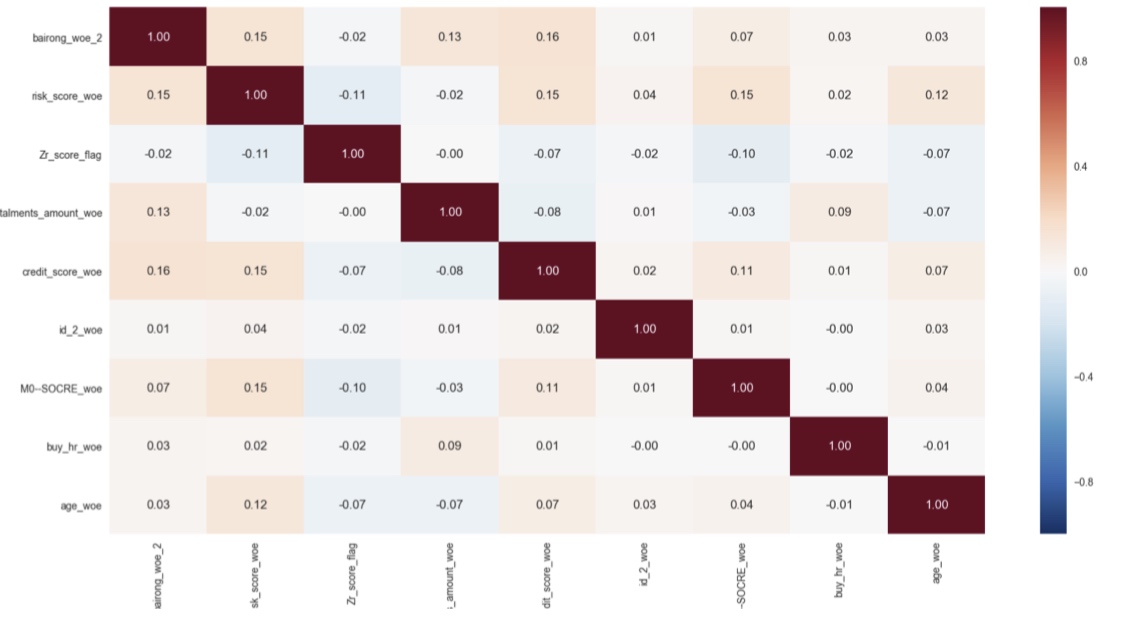 bairong_woe_2 1.00 0.15 -0.02 0.13 0.16 0.01 0.07 0.03 0.03
risk_score_woe 0.15 1.00 -0.11 -0.02 0.15 0.04 0.15 0.02 0.12
Zr_score_flag -0.02 -0.11 1.00 -0.00 -0.07 -0.02 -0.10 -0.02 -0.07
talments_amount_woe 0.13 -0.02 -0.00 1.00 -0.08 0.01 -0.03 0.09 -0.07
credit_score_woe 0.16 0.15 -0.07 -0.08 1.00 0.02 0.11 0.01 0.07
id_2_woe 0.01 0.04 -0.02 0.01 0.02 1.00 0.01 -0.00 0.03
M0--SOCRE_woe 0.07 0.15 -0.10 -0.03 0.11 0.01 1.00 -0.00 0.04
buy_hr_woe 0.03 0.02 -0.02 0.09 0.01 -0.00 -0.00 1.00 -0.01
age_woe 0.03 0.12 -0.07 -0.07 0.07 0.03 0.04 -0.01 1.00
airong_woe_2 sk_score_woe Zr_score_flag _amount_woe dit_score_woe id_2_woe -SOCRE_woe buy_hr_woe age_woe
0.8
0.4
0.0
-0.4
-0.8